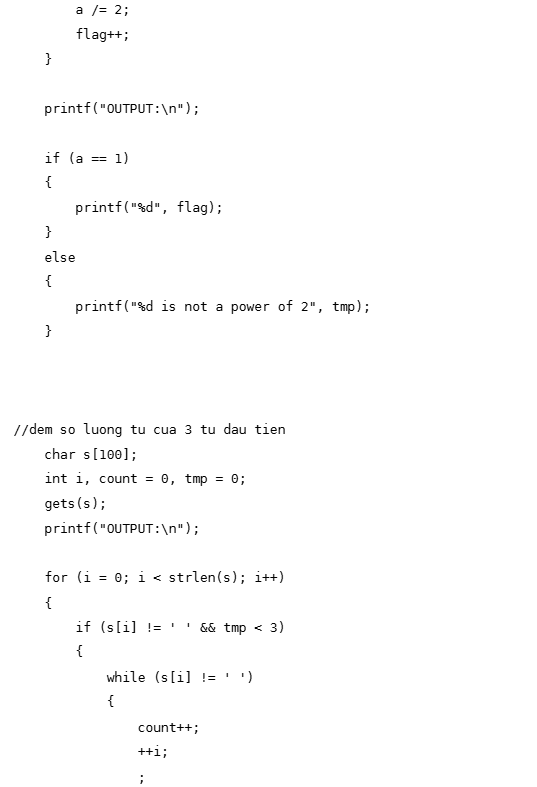 a /= 2;
flag++;
}
printf("OUTPUT:\n");
if (a == 1)
{
printf("%d", flag);
}
else
{
printf("%d is not a power of 2", tmp);
}
//dem so luong tu cua 3 tu dau tien
char s[100];
int i, count = 0, tmp = 0;
gets(s);
printf("OUTPUT:\n");
for (i = 0; i < strlen(s); i++)
{
if (s[i] != ' ' && tmp < 3)
{
while (s[i] != ' ')
{
count++;
++i;
;